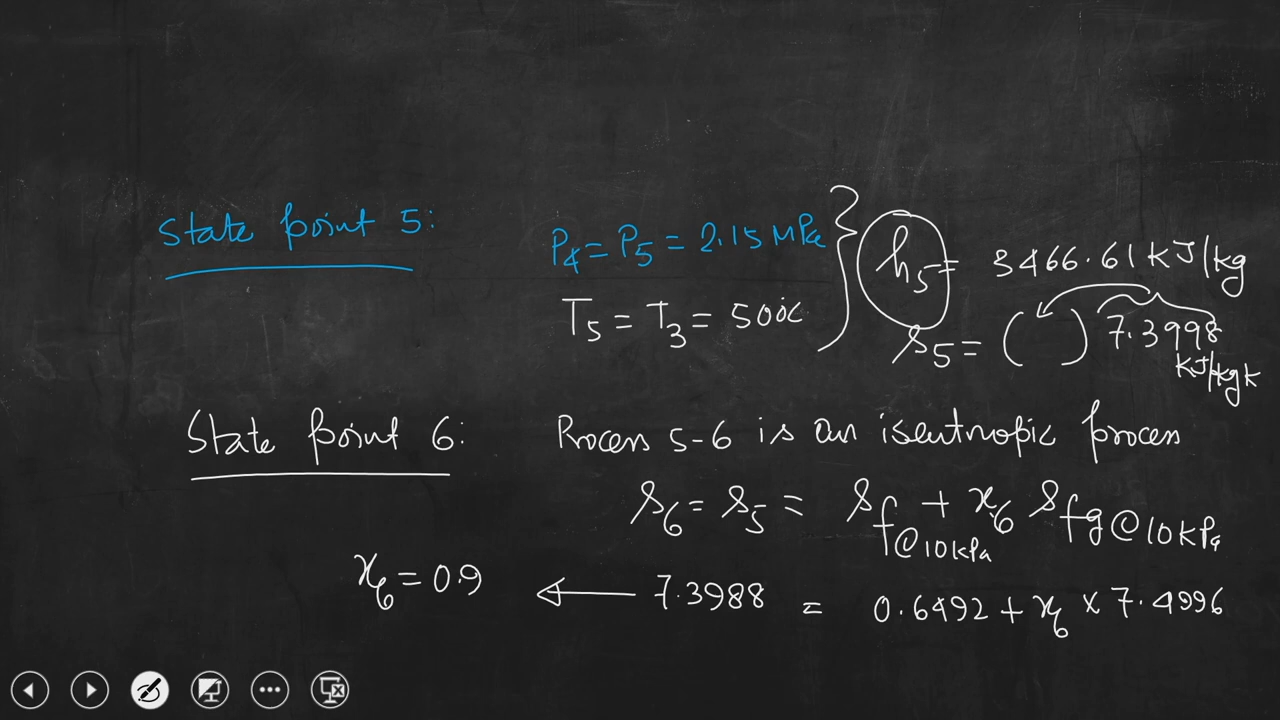 State point 5:
P4 = P5 = 2.15 MPa
T5 = T3 = 500°C
h5 = 3466.61 kJ/kg
s5 = ( ) 7.3998 kJ/kgK
State point 6: Process 5-6 is an isentropic process
s6 = s5 = sf@10kPa + x6 sfg@10kPa
x6 = 0.9 ← 7.3988 = 0.6492 + x6 × 7.4996